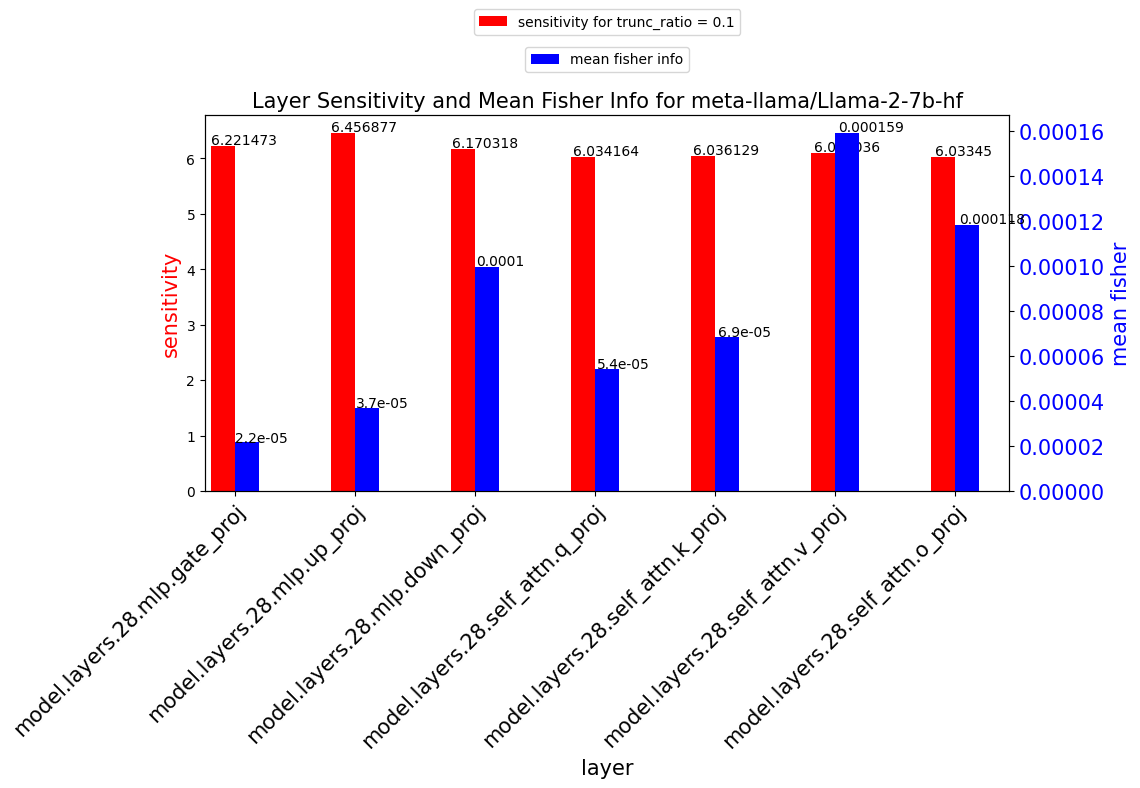 sensitivity for trunc_ratio = 0.1
mean fisher info
Layer Sensitivity and Mean Fisher Info for meta-llama/Llama-2-7b-hf
6.221473
6.456877
6.170318
6.034164
6.036129
6.03345
0.000159
0.000118
0.0001
6.9e-05
5.4e-05
3.7e-05
2.2e-05
sensitivity
6
5
4
3
2
1
0
mean fisher
0.00016
0.00014
0.00012
0.00010
0.00008
0.00006
0.00004
0.00002
0.00000
model.layers.28.mlp.gate_proj
model.layers.28.mlp.up_proj
model.layers.28.mlp.down_proj
model.layers.28.self_attn.q_proj
model.layers.28.self_attn.k_proj
model.layers.28.self_attn.v_proj
model.layers.28.self_attn.o_proj
layer